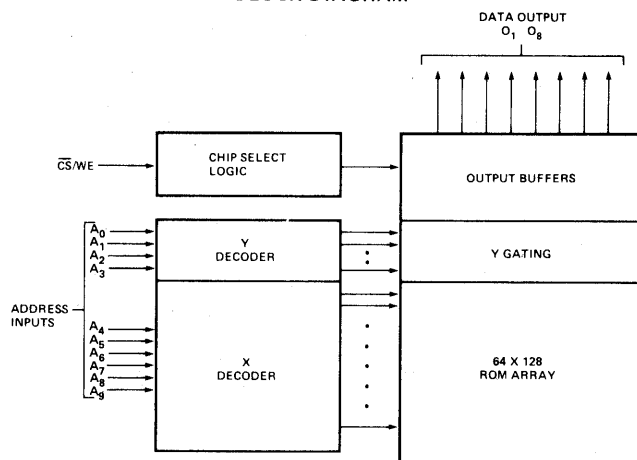 DATA OUTPUT
O1 O8
CS/WE
CHIP SELECT
LOGIC
OUTPUT BUFFERS
A0
A1
A2
A3
Y
DECODER
Y GATING
ADDRESS
INPUTS
A4
A5
A6
A7
A8
A9
X
DECODER
64 X 128
ROM ARRAY